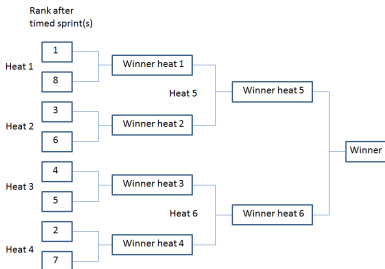 Rank after
timed sprint(s)
1
Heat 1
Winner heat 1
8
Heat 5
Winner heat 5
3
Heat 2
Winner heat 2
6
Winner
4
Heat 3
Winner heat 3
5
Heat 6
Winner heat 6
2
Heat 4
Winner heat 4
7